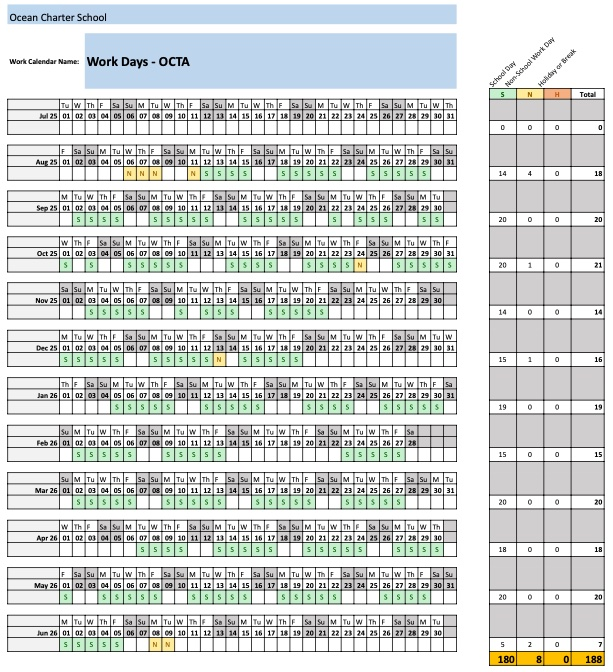 Ocean Charter School
Work Calendar Name: Work Days - OCTA
School Day
Non-School Work Day
Holiday or Break
S N H Total
Tu W Th F Sa Su M Tu W Th F Sa Su M Tu W Th F Sa Su M Tu W Th F Sa Su M Tu W Th
Jul 25 01 02 03 04 05 06 07 08 09 10 11 12 13 14 15 16 17 18 19 20 21 22 23 24 25 26 27 28 29 30 31
0 0 0 0
F Sa Su M Tu W Th F Sa Su M Tu W Th F Sa Su M Tu W Th F Sa Su M Tu W Th F Sa Su
Aug 25 01 02 03 04 05 06 07 08 09 10 11 12 13 14 15 16 17 18 19 20 21 22 23 24 25 26 27 28 29 30 31
N N N N S S S S S S S S S S S S S S 14 4 0 18
M Tu W Th F Sa Su M Tu W Th F Sa Su M Tu W Th F Sa Su M Tu W Th F Sa Su M Tu
Sep 25 01 02 03 04 05 06 07 08 09 10 11 12 13 14 15 16 17 18 19 20 21 22 23 24 25 26 27 28 29 30
S S S S S S S S S S S S S S S S S S S S 20 0 0 20
W Th F Sa Su M Tu W Th F Sa Su M Tu W Th F Sa Su M Tu W Th F Sa Su M Tu W Th F
Oct 25 01 02 03 04 05 06 07 08 09 10 11 12 13 14 15 16 17 18 19 20 21 22 23 24 25 26 27 28 29 30 31
S S S S S S S S S S S S S S S N S S S S S 20 1 0 21
Sa Su M Tu W Th F Sa Su M Tu W Th F Sa Su M Tu W Th F Sa Su M Tu W Th F Sa Su
Nov 25 01 02 03 04 05 06 07 08 09 10 11 12 13 14 15 16 17 18 19 20 21 22 23 24 25 26 27 28 29 30
S S S S S S S S S S S S S S 14 0 0 14
M Tu W Th F Sa Su M Tu W Th F Sa Su M Tu W Th F Sa Su M Tu W Th F Sa Su M Tu W
Dec 25 01 02 03 04 05 06 07 08 09 10 11 12 13 14 15 16 17 18 19 20 21 22 23 24 25 26 27 28 29 30 31
S S S S S S S S S S N S S S S S 15 1 0 16
Th F Sa Su M Tu W Th F Sa Su M Tu W Th F Sa Su M Tu W Th F Sa Su M Tu W Th F Sa
Jan 26 01 02 03 04 05 06 07 08 09 10 11 12 13 14 15 16 17 18 19 20 21 22 23 24 25 26 27 28 29 30 31
S S S S S S S S S S S S S S S S S S S 19 0 0 19
Su M Tu W Th F Sa Su M Tu W Th F Sa Su M Tu W Th F Sa Su M Tu W Th F Sa
Feb 26 01 02 03 04 05 06 07 08 09 10 11 12 13 14 15 16 17 18 19 20 21 22 23 24 25 26 27 28
S S S S S S S S S S S S S S S 15 0 0 15
Su M Tu W Th F Sa Su M Tu W Th F Sa Su M Tu W Th F Sa Su M Tu W Th F Sa Su M Tu
Mar 26 01 02 03 04 05 06 07 08 09 10 11 12 13 14 15 16 17 18 19 20 21 22 23 24 25 26 27 28 29 30 31
S S S S S S S S S S S S S S S S S S S S 20 0 0 20
W Th F Sa Su M Tu W Th F Sa Su M Tu W Th F Sa Su M Tu W Th F Sa Su M Tu W Th
Apr 26 01 02 03 04 05 06 07 08 09 10 11 12 13 14 15 16 17 18 19 20 21 22 23 24 25 26 27 28 29 30
S S S S S S S S S S S S S S S S S S 18 0 0 18
F Sa Su M Tu W Th F Sa Su M Tu W Th F Sa Su M Tu W Th F Sa Su M Tu W Th F Sa Su
May 26 01 02 03 04 05 06 07 08 09 10 11 12 13 14 15 16 17 18 19 20 21 22 23 24 25 26 27 28 29 30 31
S S S S S S S S S S S S S S S S S S S S 20 0 0 20
M Tu W Th F Sa Su M Tu W Th F Sa Su M Tu W Th F Sa Su M Tu W Th F Sa Su M Tu
Jun 26 01 02 03 04 05 06 07 08 09 10 11 12 13 14 15 16 17 18 19 20 21 22 23 24 25 26 27 28 29 30
S S S S S N N 5 2 0 7
180 8 0 188